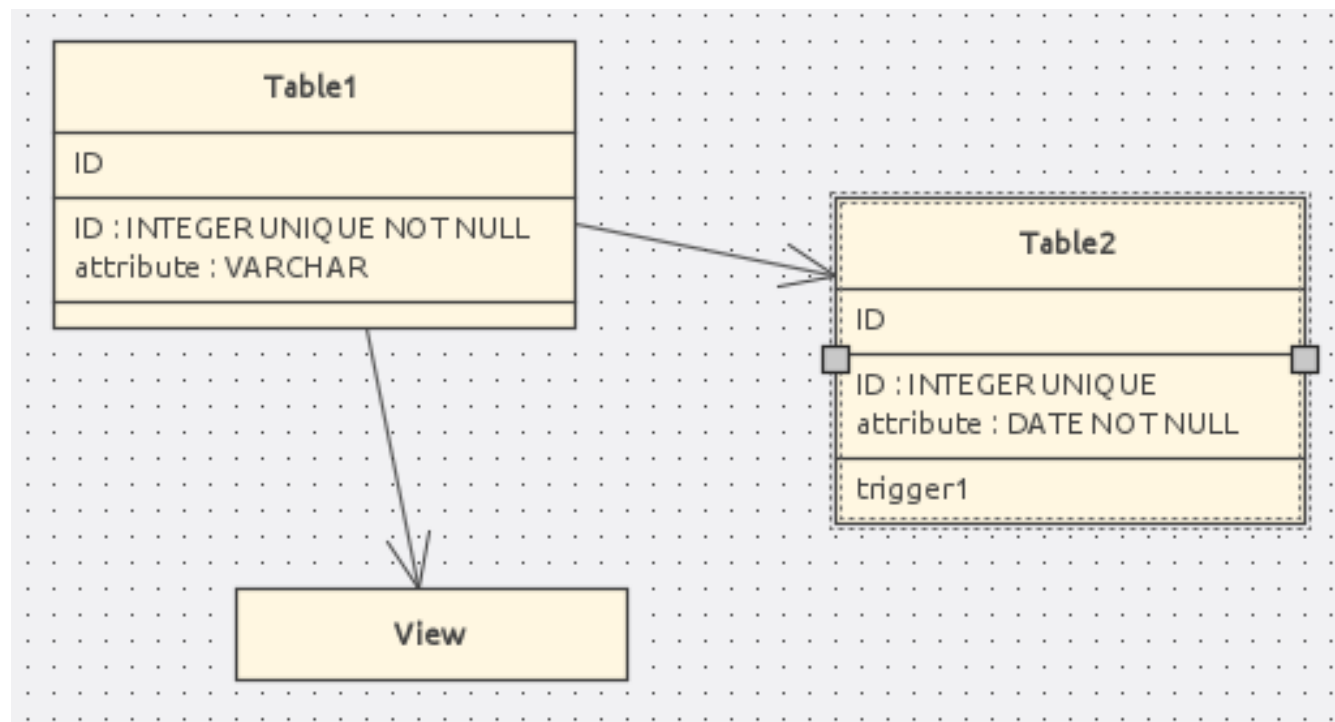 Table1
ID
ID : INTEGER UNIQUE NOT NULL
attribute : VARCHAR
Table2
ID
ID : INTEGER UNIQUE
attribute : DATE NOT NULL
trigger1
View